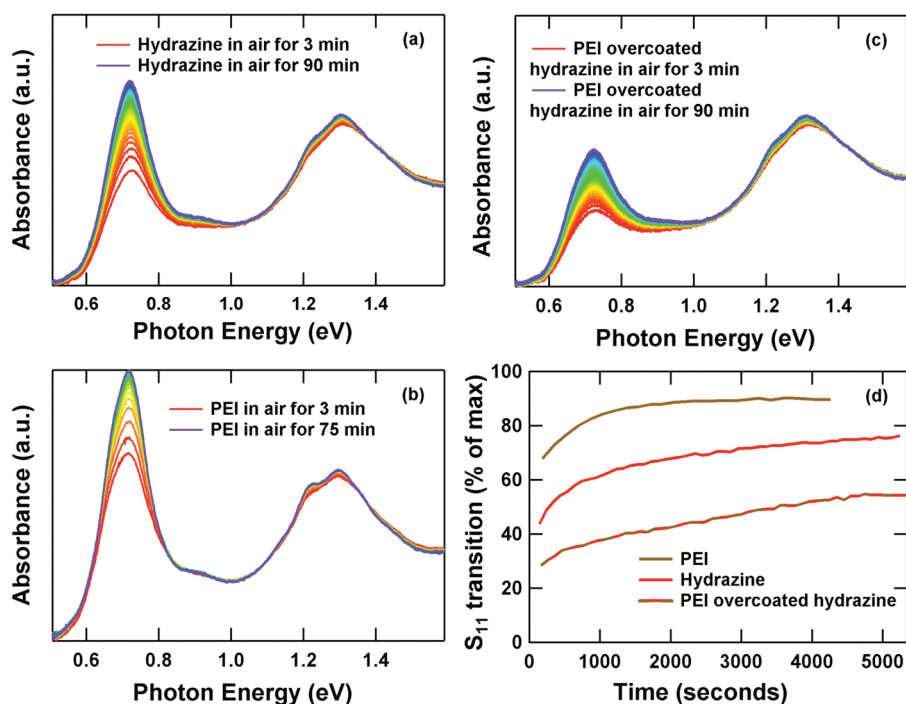 (a)
Hydrazine in air for 3 min
Hydrazine in air for 90 min
Absorbance (a.u.)
0.6 0.8 1.0 1.2 1.4
Photon Energy (eV)
(c)
PEI overcoated
hydrazine in air for 3 min
PEI overcoated
hydrazine in air for 90 min
Absorbance (a.u.)
0.6 0.8 1.0 1.2 1.4
Photon Energy (eV)
(b)
PEI in air for 3 min
PEI in air for 75 min
Absorbance (a.u.)
0.6 0.8 1.0 1.2 1.4
Photon Energy (eV)
(d)
S11 transition (% of max)
100
80
60
40
20
0
PEI
Hydrazine
PEI overcoated hydrazine
0 1000 2000 3000 4000 5000
Time (seconds)